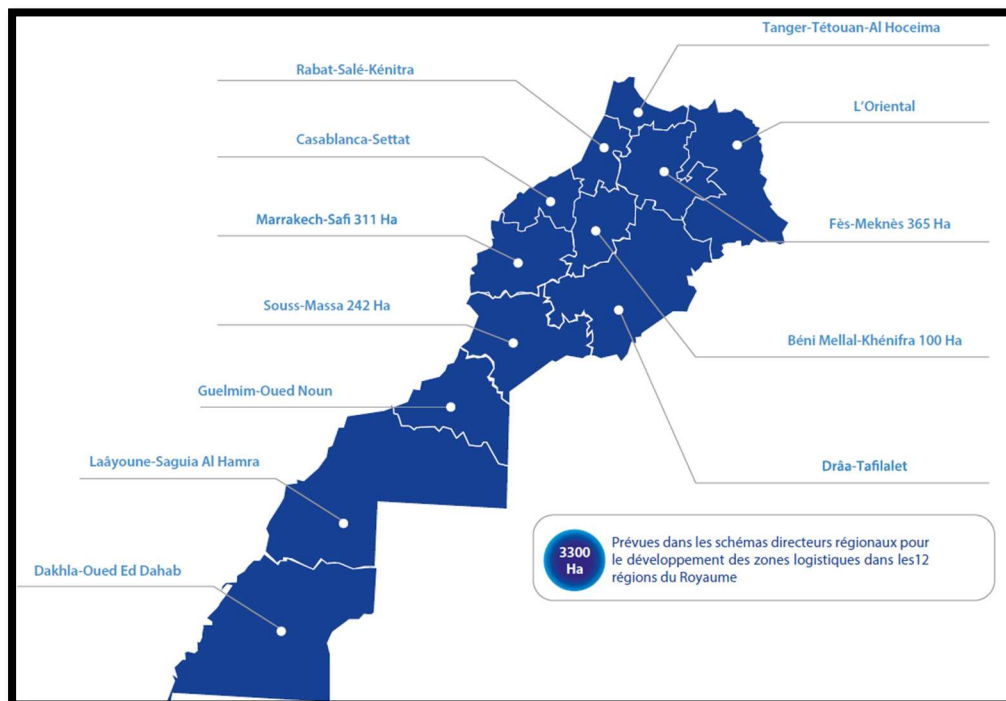 Tanger-Tétouan-Al Hoceima
Rabat-Salé-Kénitra
L'Oriental
Casablanca-Settat
Marrakech-Safi 311 Ha
Fès-Meknès 365 Ha
Souss-Massa 242 Ha
Béni Mellal-Khénifra 100 Ha
Guelmim-Oued Noun
Laâyoune-Saguia Al Hamra
Drâa-Tafilalet
3300
Ha
Prévues dans les schémas directeurs régionaux pour
le développement des zones logistiques dans les12
régions du Royaume
Dakhla-Oued Ed Dahab